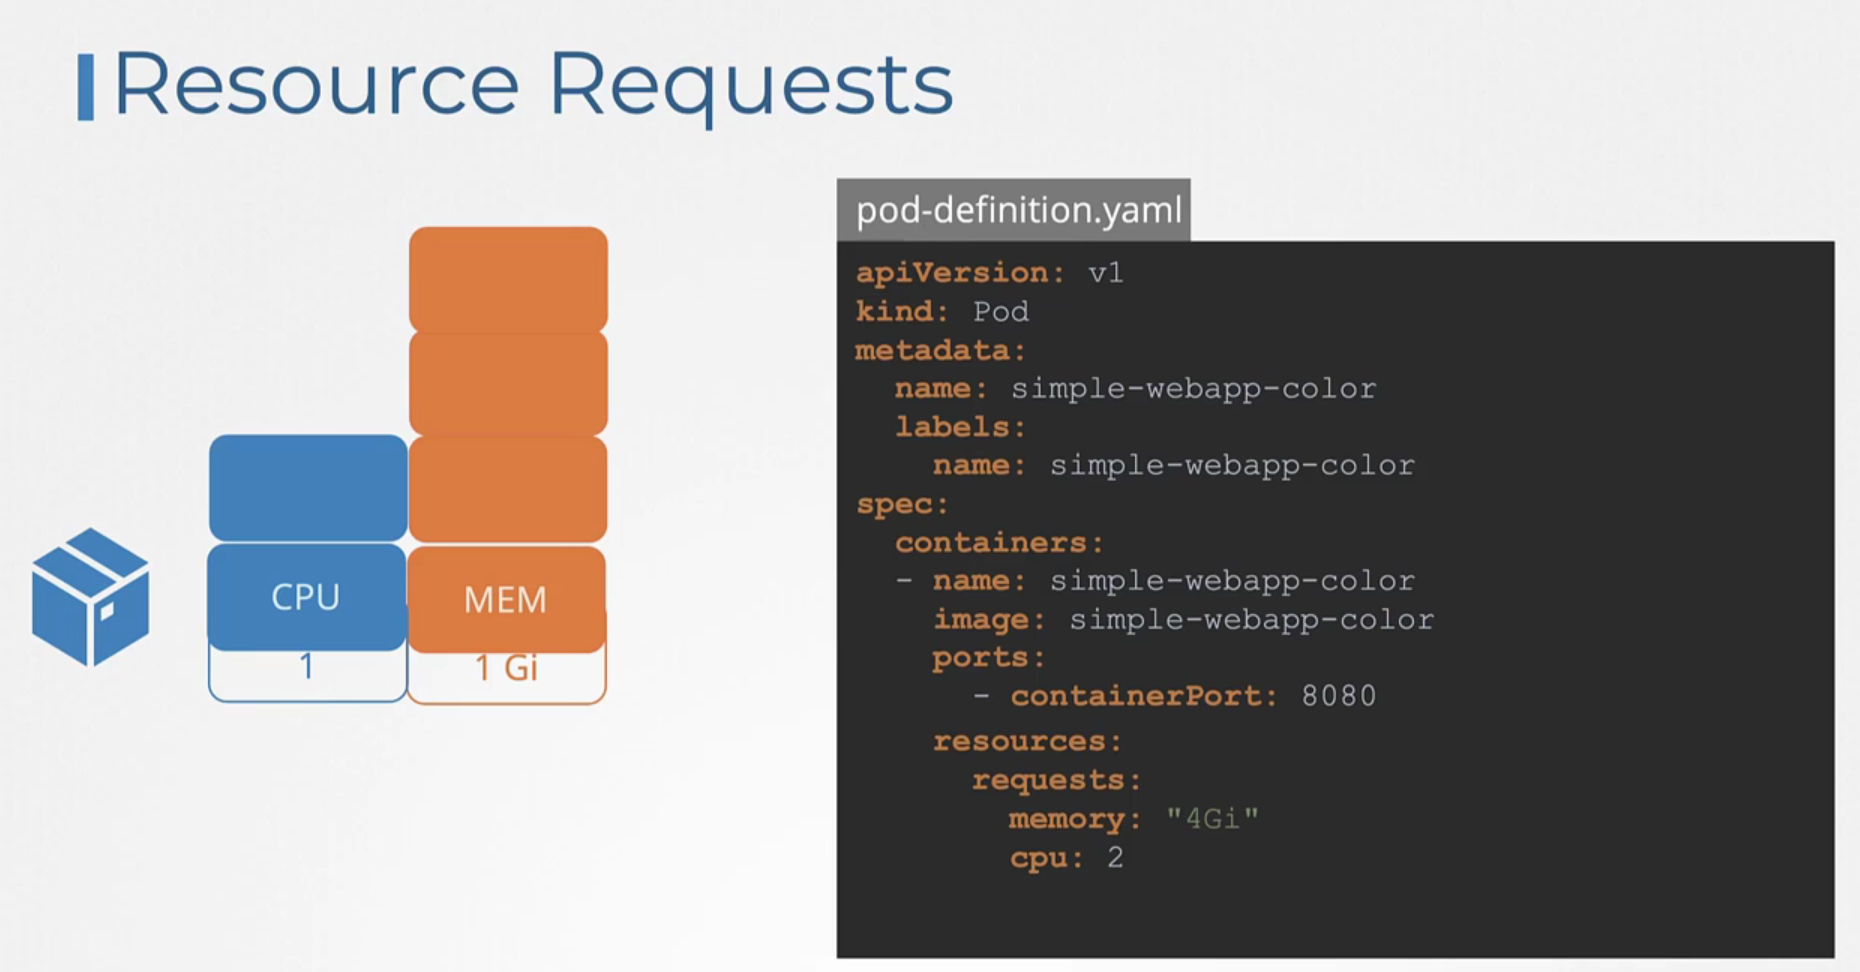 Resource Requests
CPU
MEM
1
1 Gi
pod-definition.yaml
apiVersion: v1
kind: Pod
metadata:
  name: simple-webapp-color
  labels:
    name: simple-webapp-color
spec:
  containers:
  - name: simple-webapp-color
    image: simple-webapp-color
    ports:
      - containerPort: 8080
    resources:
      requests:
        memory: "4Gi"
        cpu: 2